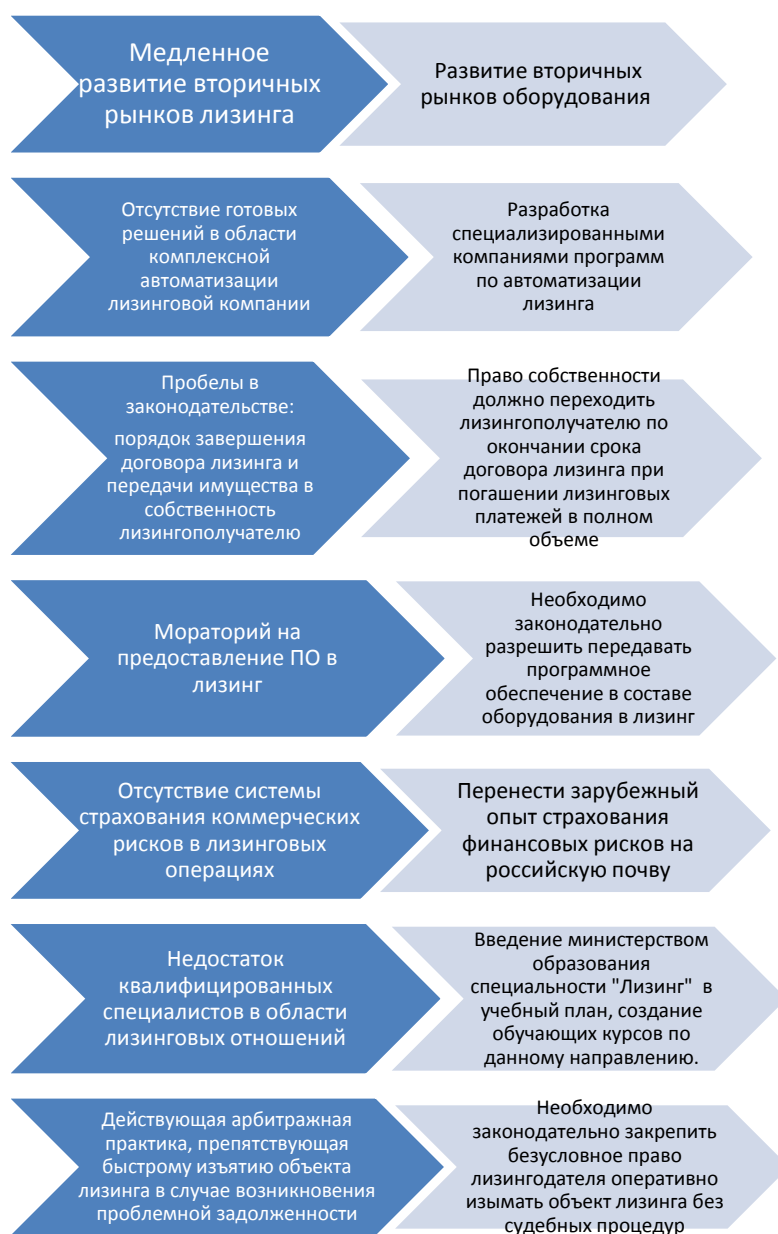 Медленное
развитие вторичных
рынков лизинга
Развитие вторичных
рынков оборудования
Отсутствие готовых
решений в области
комплексной
автоматизации
лизинговой компании
Разработка
специализированными
компаниями программ
по автоматизации
лизинга
Пробелы в
законодательстве:
порядок завершения
договора лизинга и
передачи имущества в
собственность
лизингополучателю
Право собственности
должно переходить
лизингополучателю по
окончании срока
договора лизинга при
погашении лизинговых
платежей в полном
объеме
Мораторий на
предоставление ПО в
лизинг
Необходимо
законодательно
разрешить передавать
программное
обеспечение в составе
оборудования в лизинг
Отсутствие системы
страхования коммерческих
рисков в лизинговых
операциях
Перенести зарубежный
опыт страхования
финансовых рисков на
российскую почву
Недостаток
квалифицированных
специалистов в области
лизинговых отношений
Введение министерством
образования
специальности "Лизинг" в
учебный план, создание
обучающих курсов по
данному направлению.
Действующая арбитражная
практика, препятствующая
быстрому изъятию объекта
лизинга в случае возникновения
проблемной задолженности
Необходимо
законодательно закрепить
безусловное право
лизингодателя оперативно
изымать объект лизинга без
судебных процедур